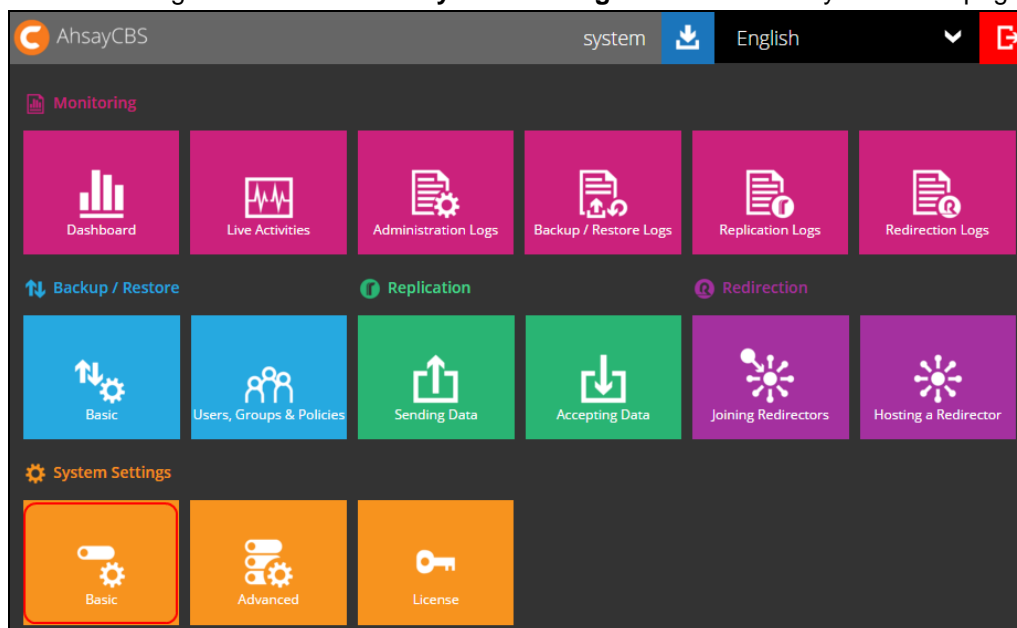 AhsayCBS system English
Monitoring
Dashboard Live Activities Administration Logs Backup / Restore Logs Replication Logs Redirection Logs
Backup / Restore Replication Redirection
Basic Users, Groups & Policies Sending Data Accepting Data Joining Redirectors Hosting a Redirector
System Settings
Basic Advanced License